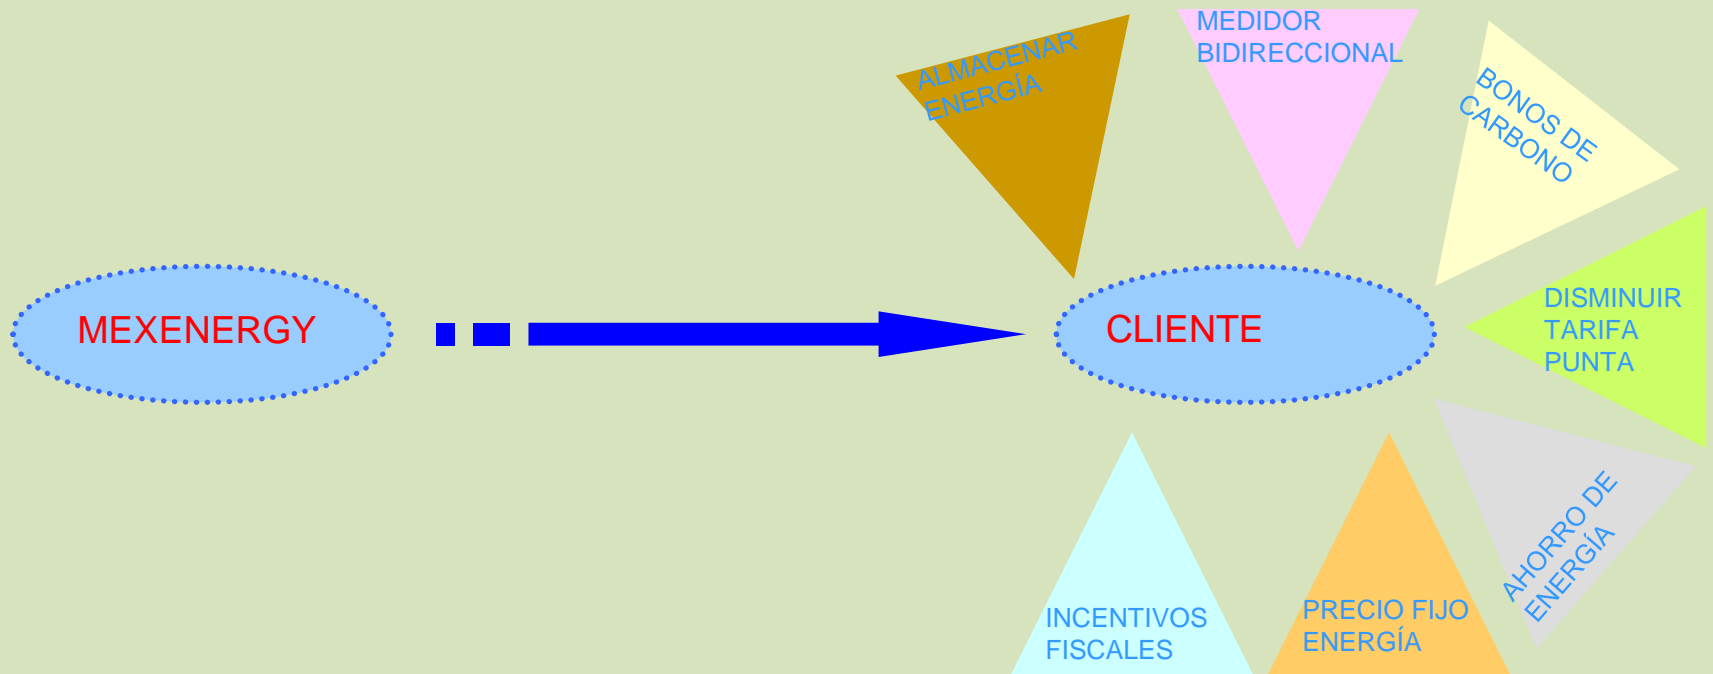 ALMACENAR
ENERGÍA
MEDIDOR
BIDIRECCIONAL
BONOS DE
CARBONO
MEXENERGY
CLIENTE
DISMINUIR
TARIFA
PUNTA
AHORRO DE
ENERGÍA
INCENTIVOS
FISCALES
PRECIO FIJO
ENERGÍA